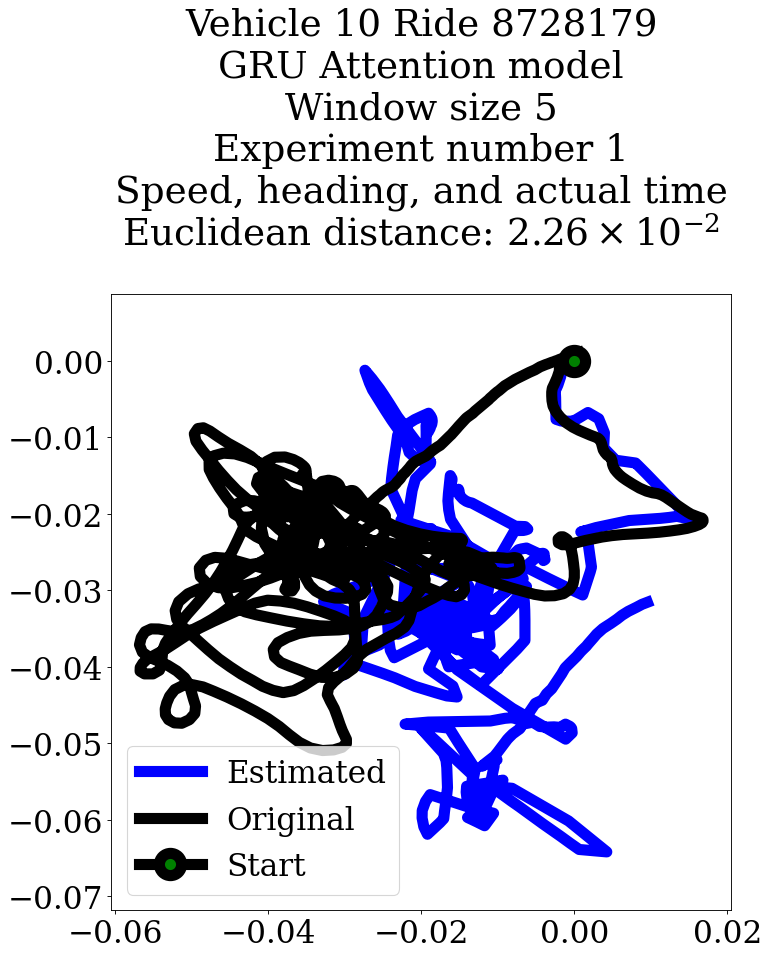 Vehicle 10 Ride 8728179
GRU Attention model
Window size 5
Experiment number 1
Speed, heading, and actual time
Euclidean distance: 2.26 × 10⁻²
0.00
−0.01
−0.02
−0.03
−0.04
−0.05
−0.06
−0.07
Estimated
Original
Start
−0.06 −0.04 −0.02 0.00 0.02